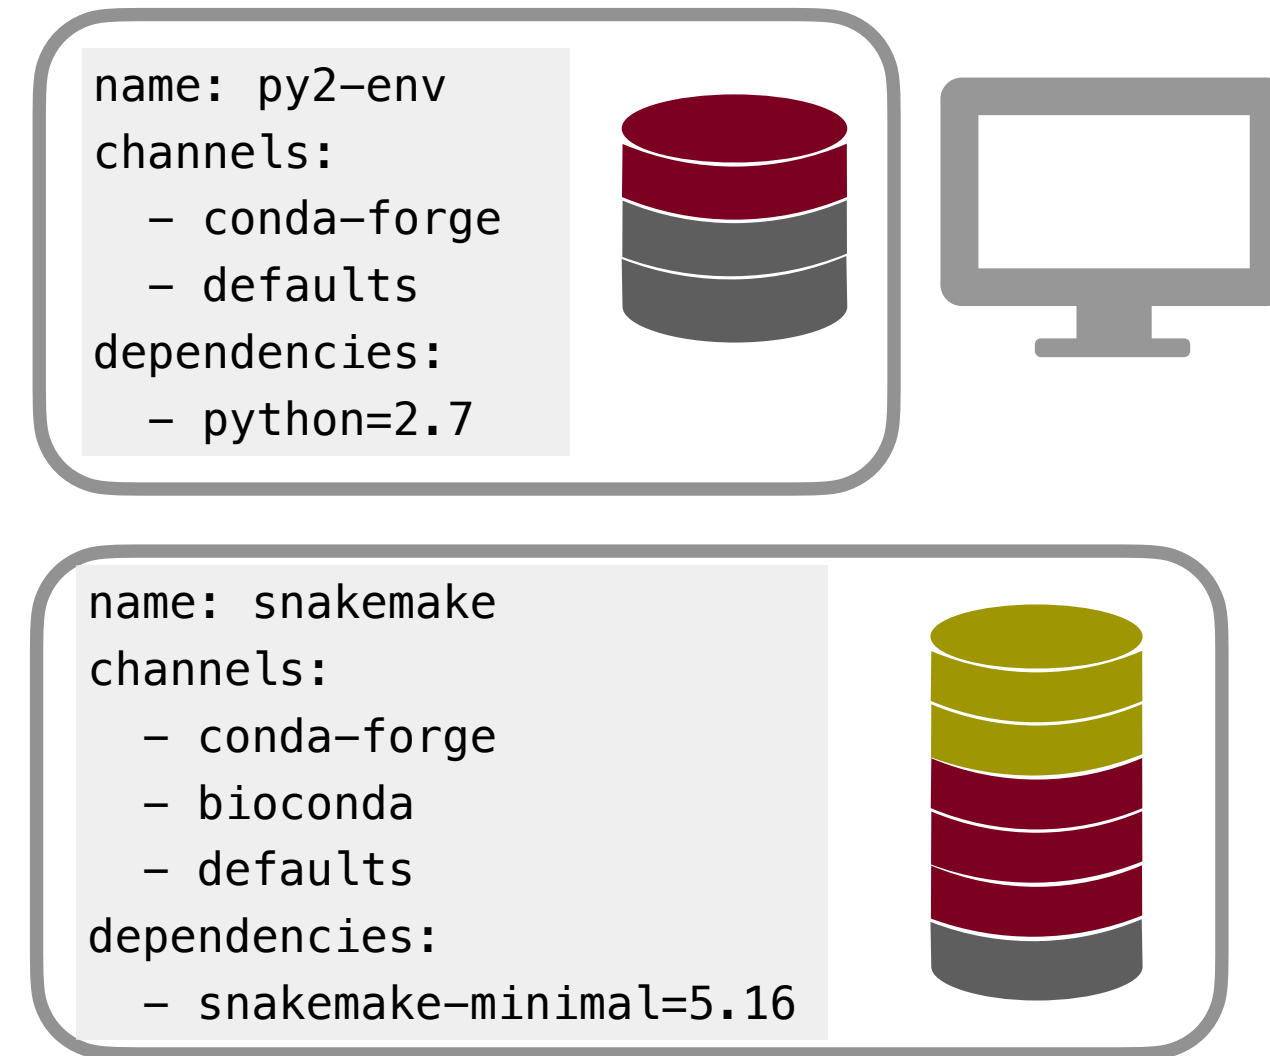 name: py2-env
channels:
  - conda-forge
  - defaults
dependencies:
  - python=2.7
name: snakemake
channels:
  - conda-forge
  - bioconda
  - defaults
dependencies:
  - snakemake-minimal=5.16